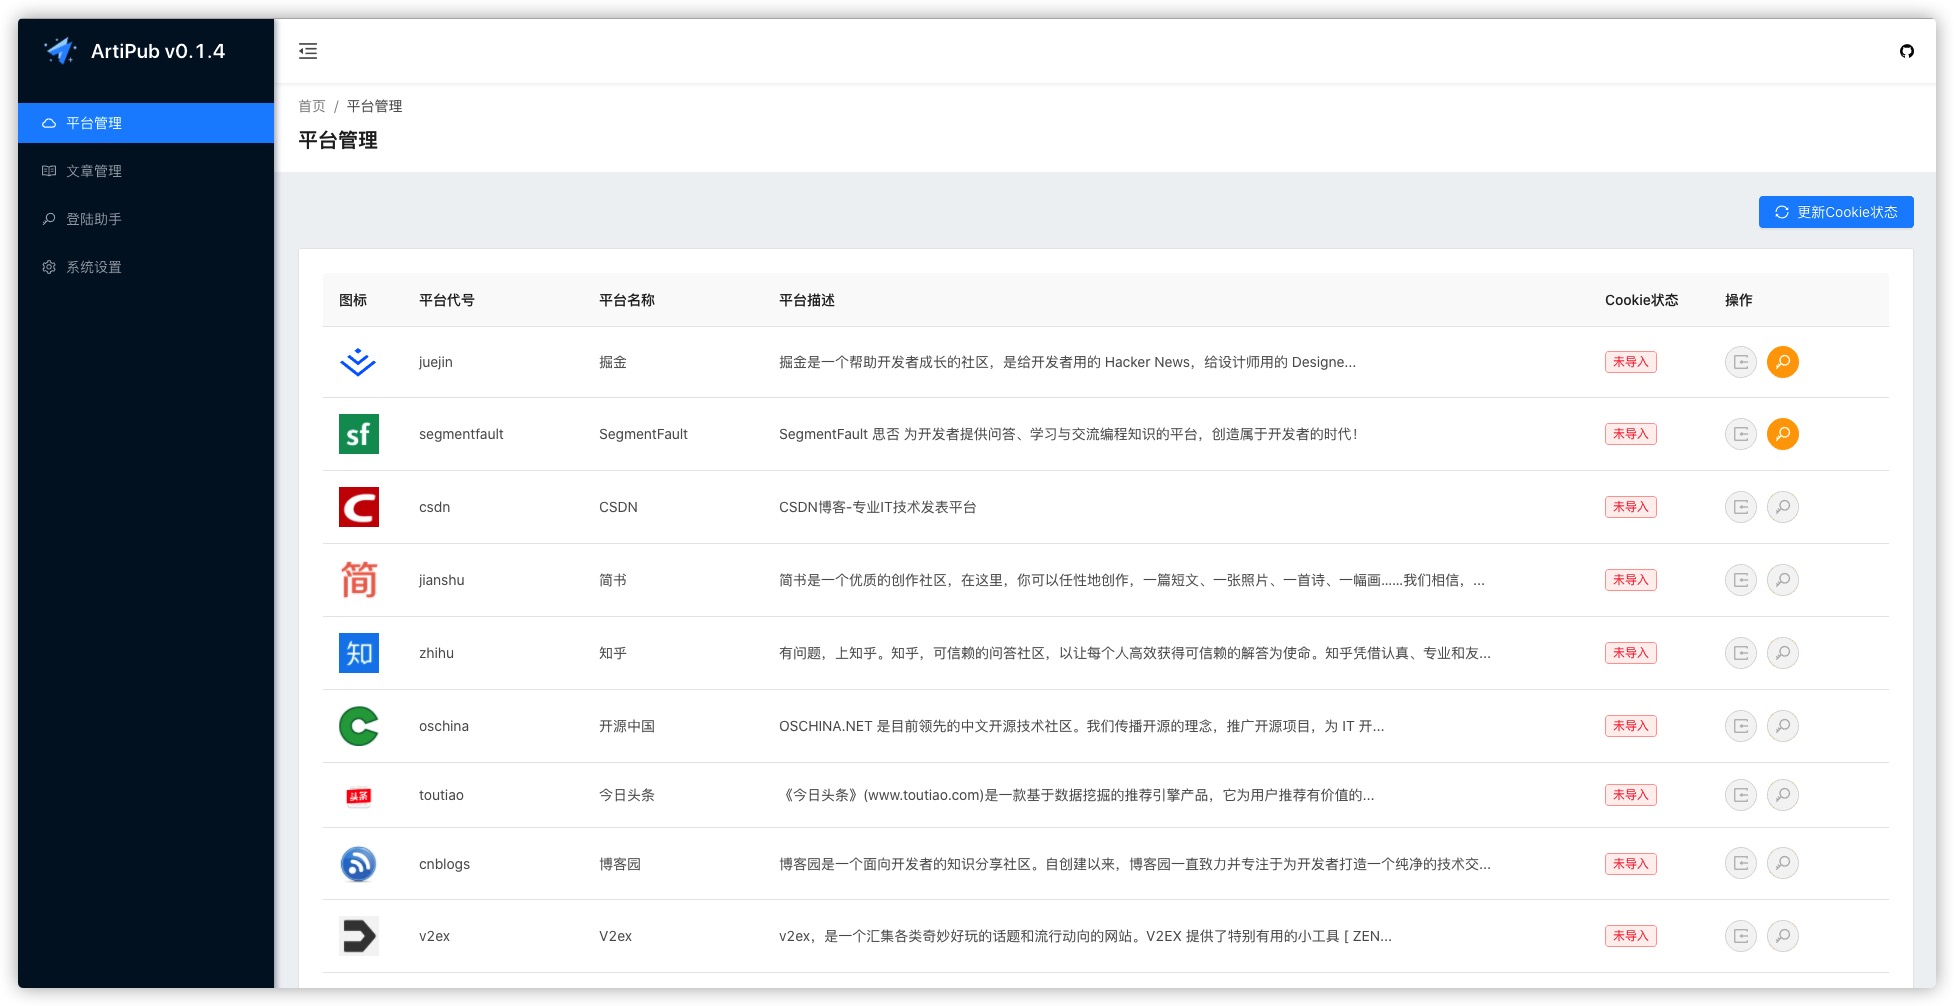 ArtiPub v0.1.4
平台管理
文章管理
登陆助手
系统设置
首页 / 平台管理
平台管理
更新Cookie状态
图标 平台代号 平台名称 平台描述 Cookie状态 操作
juejin 掘金 掘金是一个帮助开发者成长的社区，是给开发者用的 Hacker News，给设计师用的 Designe... 未导入
sf segmentfault SegmentFault SegmentFault 思否 为开发者提供问答、学习与交流编程知识的平台，创造属于开发者的时代！ 未导入
C csdn CSDN CSDN博客-专业IT技术发表平台 未导入
简 jianshu 简书 简书是一个优质的创作社区，在这里，你可以任性地创作，一篇短文、一张照片、一首诗、一幅画……我们相信，... 未导入
知 zhihu 知乎 有问题，上知乎。知乎，可信赖的问答社区，以让每个人高效获得可信赖的解答为使命。知乎凭借认真、专业和友... 未导入
oschina 开源中国 OSCHINA.NET 是目前领先的中文开源技术社区。我们传播开源的理念，推广开源项目，为 IT 开... 未导入
头条 toutiao 今日头条 《今日头条》(www.toutiao.com)是一款基于数据挖掘的推荐引擎产品，它为用户推荐有价值的... 未导入
cnblogs 博客园 博客园是一个面向开发者的知识分享社区。自创建以来，博客园一直致力并专注于为开发者打造一个纯净的技术交... 未导入
v2ex V2ex v2ex，是一个汇集各类奇妙好玩的话题和流行动向的网站。V2EX 提供了特别有用的小工具 [ ZEN... 未导入